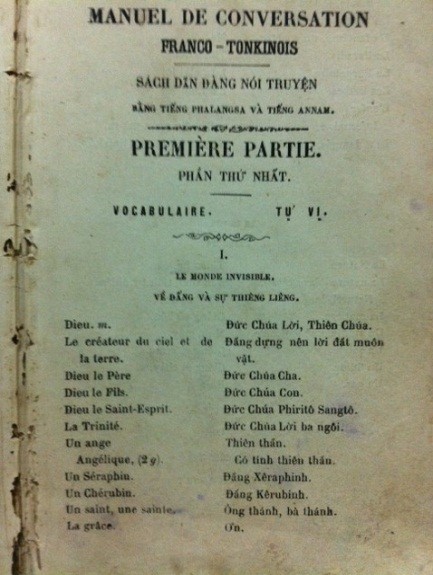 MANUEL DE CONVERSATION
FRANCO-TONKINOIS
SÁCH DẪN ĐÀNG NÓI TRUYỆN
BẰNG TIẾNG PHALANGSA VÀ TIẾNG ANNAM.
PREMIÈRE PARTIE.
PHẦN THỨ NHẤT.
VOCABULAIRE. TỰ VỊ.
I.
LE MONDE INVISIBLE.
VỀ ĐẤNG VÀ SỰ THIÊNG LIÊNG.
Dieu. m. Đức Chúa Lời, Thiên Chúa.
Le créateur du ciel et de Đấng dựng nên lời đất muôn
la terre. vật.
Dieu le Père Đức Chúa Cha.
Dieu le Fils. Đức Chúa Con.
Dieu le Saint-Esprit. Đức Chúa Phiritô Sangtô.
La Trinité. Đức Chúa Lời ba ngôi.
Un ange Thiên thần.
Angélique, (2 g). Có tính thiên thần.
Un Séraphin. Đấng Xêraphinh.
Un Chérubin. Đấng Kêrubinh.
Un saint, une sainte. Ông thánh, bà thánh.
La grâce. Ơn.